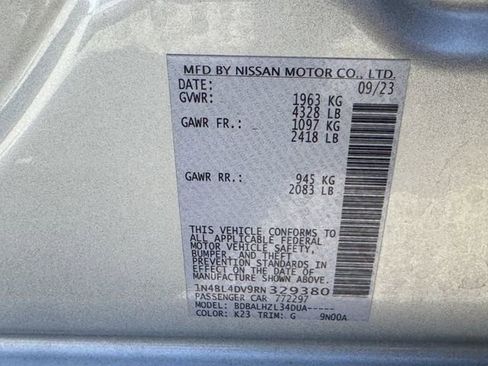 MFD BY NISSAN MOTOR CO., LTD.
DATE: 09/23
GVWR: 1963 KG
4328 LB
GAWR FR.: 1097 KG
2418 LB
GAWR RR.: 945 KG
2083 LB
THIS VEHICLE CONFORMS TO
ALL APPLICABLE FEDERAL
MOTOR VEHICLE SAFETY,
BUMPER, AND THEFT
PREVENTION STANDARDS IN
EFFECT ON THE DATE OF
MANUFACTURE SHOWN ABOVE.
1N4BL4DV9RN329380
PASSENGER CAR 772297
MODEL: BDBALHZL34DUA-----
COLOR: K23 TRIM: G 9N00A